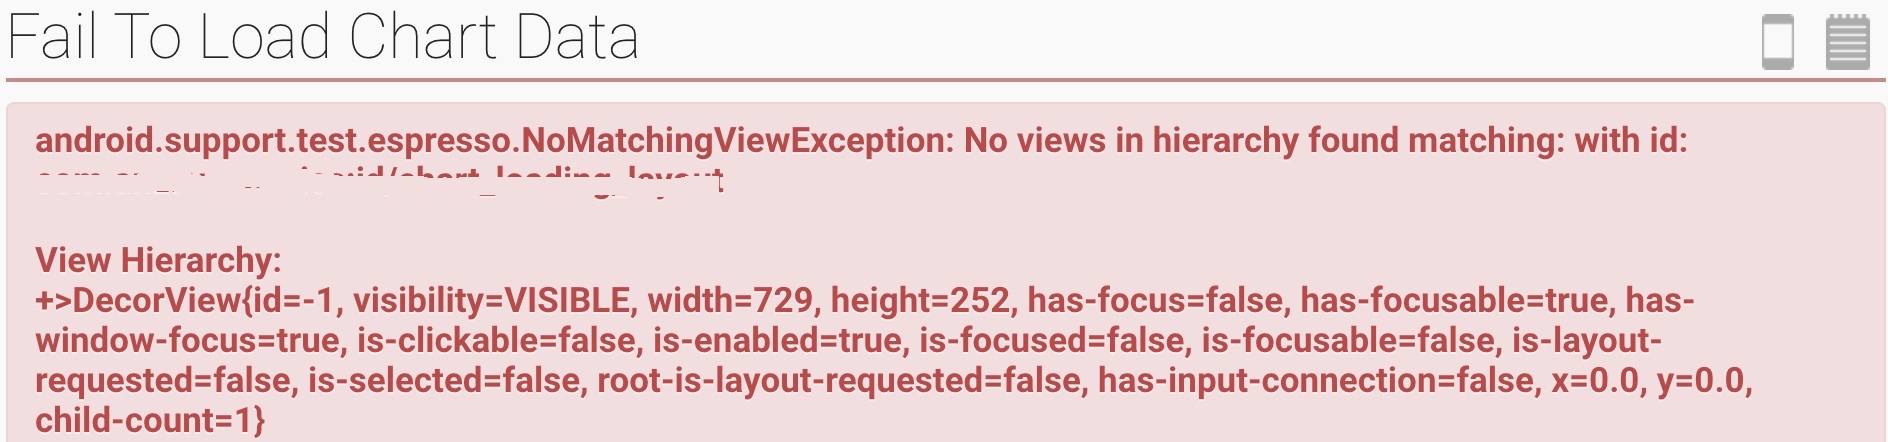 Fail To Load Chart Data
android.support.test.espresso.NoMatchingViewException: No views in hierarchy found matching: with id:
id/chart_loading_layout
View Hierarchy:
+>DecorView{id=-1, visibility=VISIBLE, width=729, height=252, has-focus=false, has-focusable=true, has-
window-focus=true, is-clickable=false, is-enabled=true, is-focused=false, is-focusable=false, is-layout-
requested=false, is-selected=false, root-is-layout-requested=false, has-input-connection=false, x=0.0, y=0.0,
child-count=1}